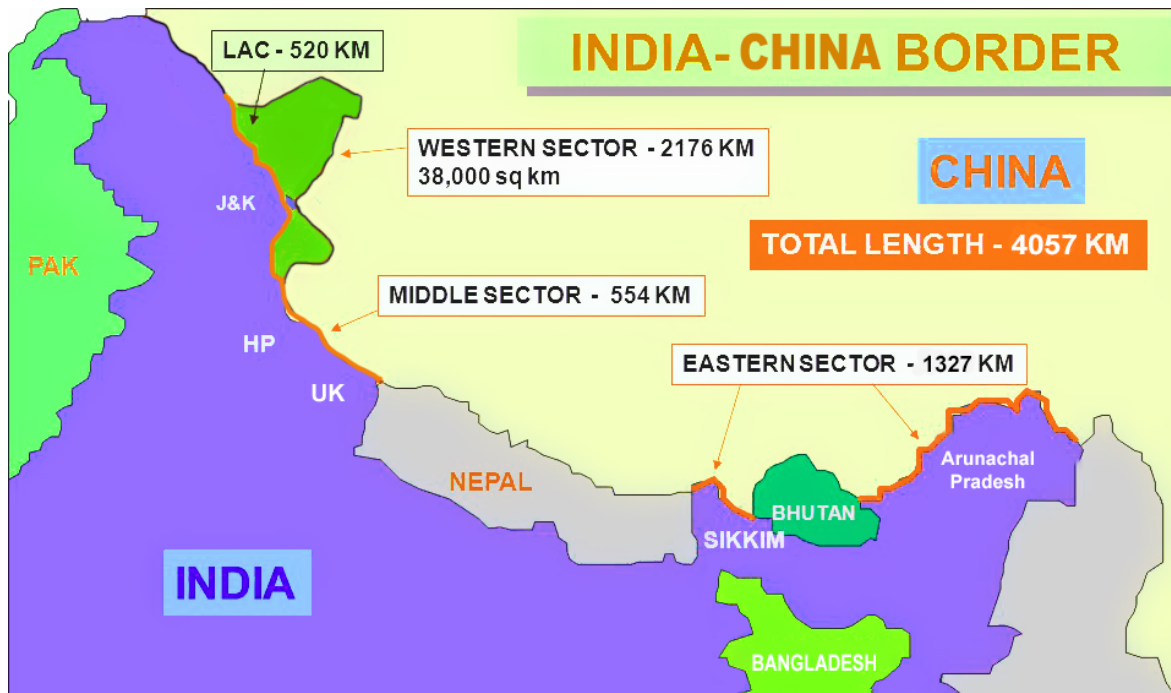 INDIA- CHINA BORDER
LAC - 520 KM
WESTERN SECTOR - 2176 KM
38,000 sq km
CHINA
J&K
TOTAL LENGTH - 4057 KM
PAK
MIDDLE SECTOR - 554 KM
HP
EASTERN SECTOR - 1327 KM
UK
Arunachal
Pradesh
NEPAL
BHUTAN
SIKKIM
INDIA
BANGLADESH